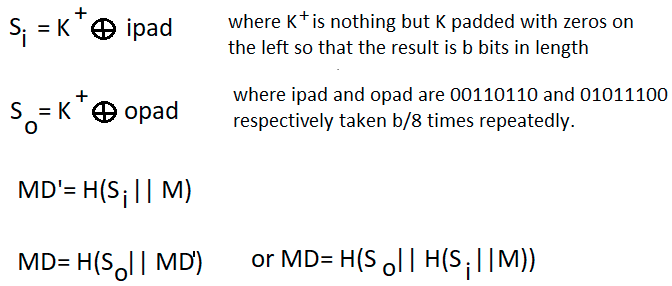 Sᵢ = K⁺ ⊕ ipad
where K⁺ is nothing but K padded with zeros on
the left so that the result is b bits in length
Sₒ = K⁺ ⊕ opad
where ipad and opad are 00110110 and 01011100
respectively taken b/8 times repeatedly.
MD'= H(Sᵢ|| M)
MD= H(Sₒ|| MD')
or MD= H(Sₒ|| H(Sᵢ||M))